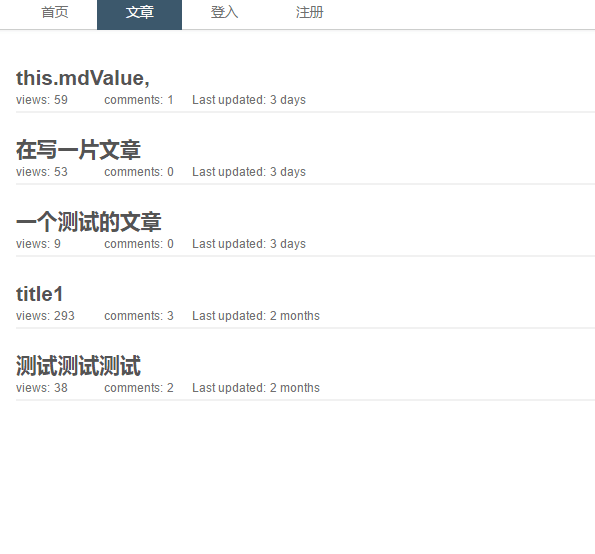 首页 文章 登入 注册
this.mdValue,
views: 59 comments: 1 Last updated: 3 days
在写一片文章
views: 53 comments: 0 Last updated: 3 days
一个测试的文章
views: 9 comments: 0 Last updated: 3 days
title1
views: 293 comments: 3 Last updated: 2 months
测试测试测试
views: 38 comments: 2 Last updated: 2 months